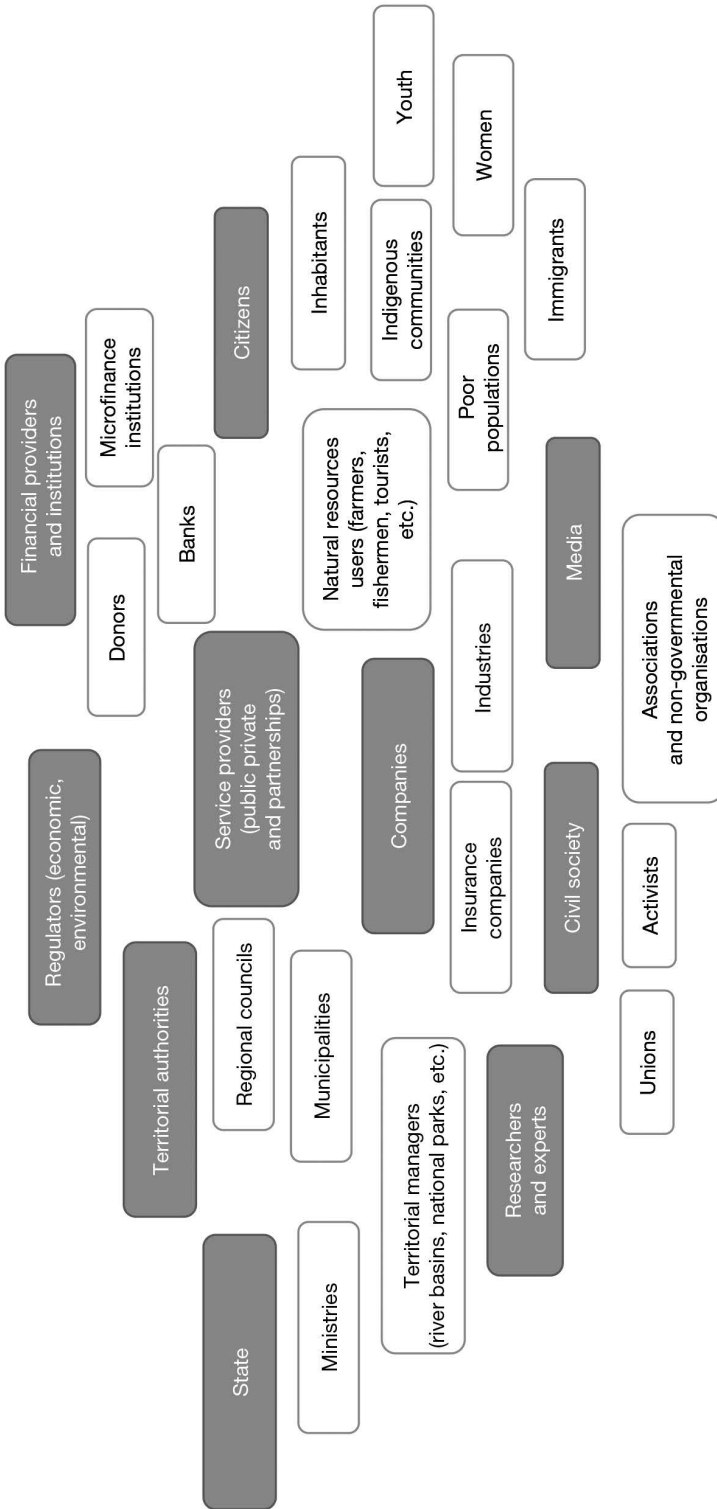 Financial providers
and institutions
Regulators (economic,
environmental)
Donors
Microfinance
institutions
Territorial authorities
Banks
Service providers
(public private
and partnerships)
Citizens
State
Regional councils
Ministries
Municipalities
Inhabitants
Natural resources
users (farmers,
fishermen, tourists,
etc.)
Companies
Indigenous
communities
Youth
Territorial managers
(river basins, national parks, etc.)
Insurance
companies
Industries
Poor
populations
Women
Researchers
and experts
Civil society
Media
Immigrants
Unions
Activists
Associations
and non-governmental
organisations